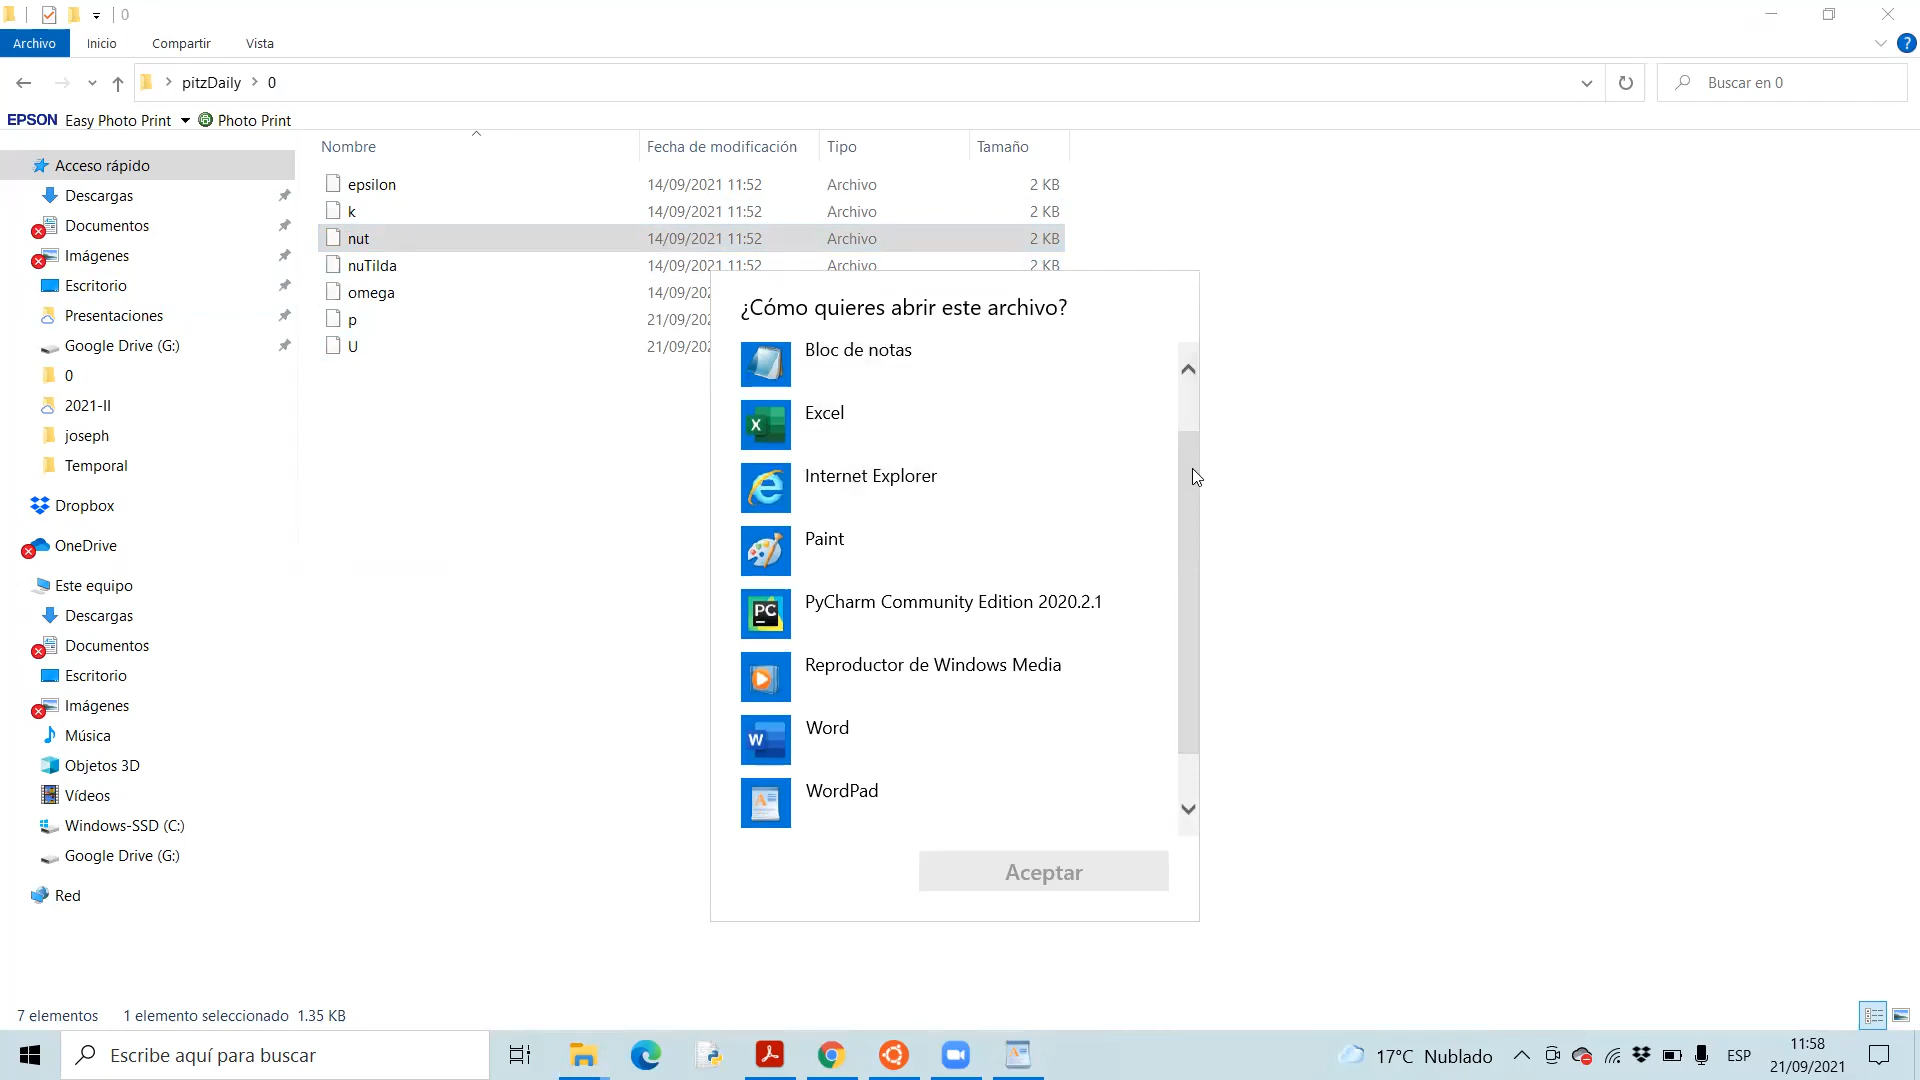 0
Archivo Inicio Compartir Vista
pitzDaily 0 Buscar en 0
EPSON Easy Photo Print Photo Print
Nombre Fecha de modificación Tipo Tamaño
Acceso rápido
Descargas
Documentos
Imágenes
Escritorio
Presentaciones
Google Drive (G:)
0
2021-II
joseph
Temporal
Dropbox
OneDrive
Este equipo
Descargas
Documentos
Escritorio
Imágenes
Música
Objetos 3D
Vídeos
Windows-SSD (C:)
Google Drive (G:)
Red
epsilon 14/09/2021 11:52 Archivo 2 KB
k 14/09/2021 11:52 Archivo 2 KB
nut 14/09/2021 11:52 Archivo 2 KB
nuTilda 14/09/2021 11:52 Archivo 2 KB
omega 14/09/202
p 21/09/202
U 21/09/202
¿Cómo quieres abrir este archivo?
Bloc de notas
Excel
Internet Explorer
Paint
PyCharm Community Edition 2020.2.1
Reproductor de Windows Media
Word
WordPad
Aceptar
7 elementos 1 elemento seleccionado 1.35 KB
Escribe aquí para buscar
17°C Nublado
ESP
11:58
21/09/2021